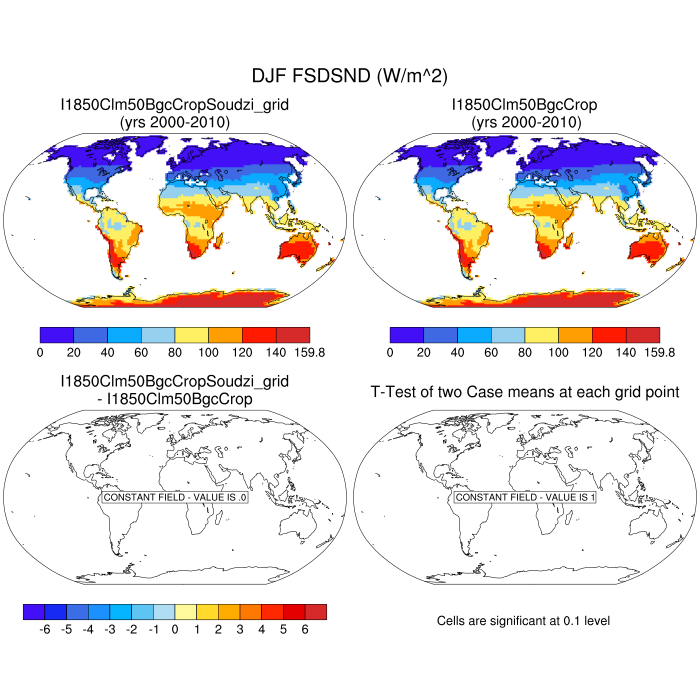 DJF FSDSND (W/m^2)
I1850Clm50BgcCropSoudzi_grid
(yrs 2000-2010)
I1850Clm50BgcCrop
(yrs 2000-2010)
0 20 40 60 80 100 120 140 159.8
0 20 40 60 80 100 120 140 159.8
I1850Clm50BgcCropSoudzi_grid
- I1850Clm50BgcCrop
T-Test of two Case means at each grid point
CONSTANT FIELD - VALUE IS .0
CONSTANT FIELD - VALUE IS 1
-6 -5 -4 -3 -2 -1 0 1 2 3 4 5 6
Cells are significant at 0.1 level